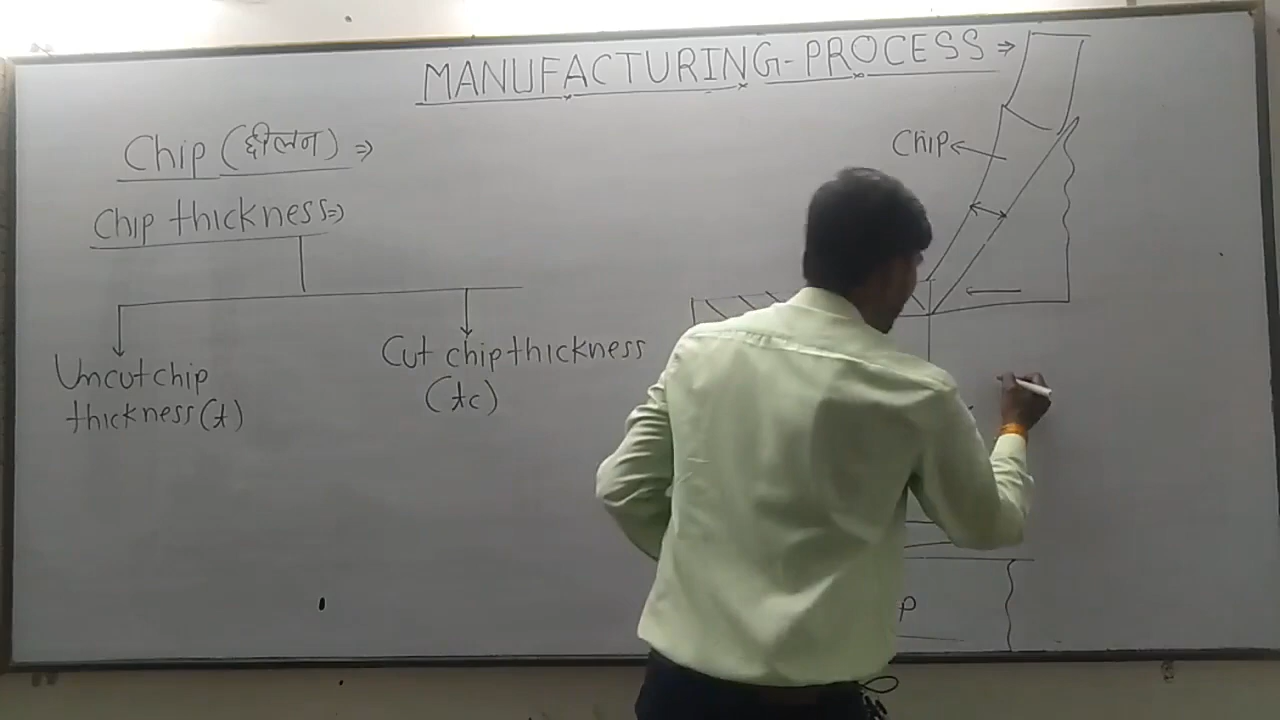 MANUFACTURING-PROCESS ⇒
Chip (छीलन) ⇒
Chip thickness ⇒
Uncut chip
thickness (t)
Cut chip thickness
(tc)
Chip
P